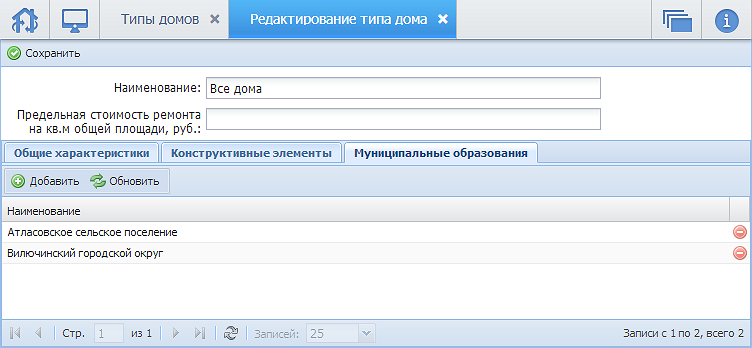 Типы домов
Редактирование типа дома
Сохранить
Наименование: Все дома
Предельная стоимость ремонта
на кв.м общей площади, руб.:
Общие характеристики Конструктивные элементы Муниципальные образования
Добавить Обновить
Наименование
Атласовское сельское поселение
Вилючинский городской округ
Стр. 1 из 1 Записей: 25 Записи с 1 по 2, всего 2